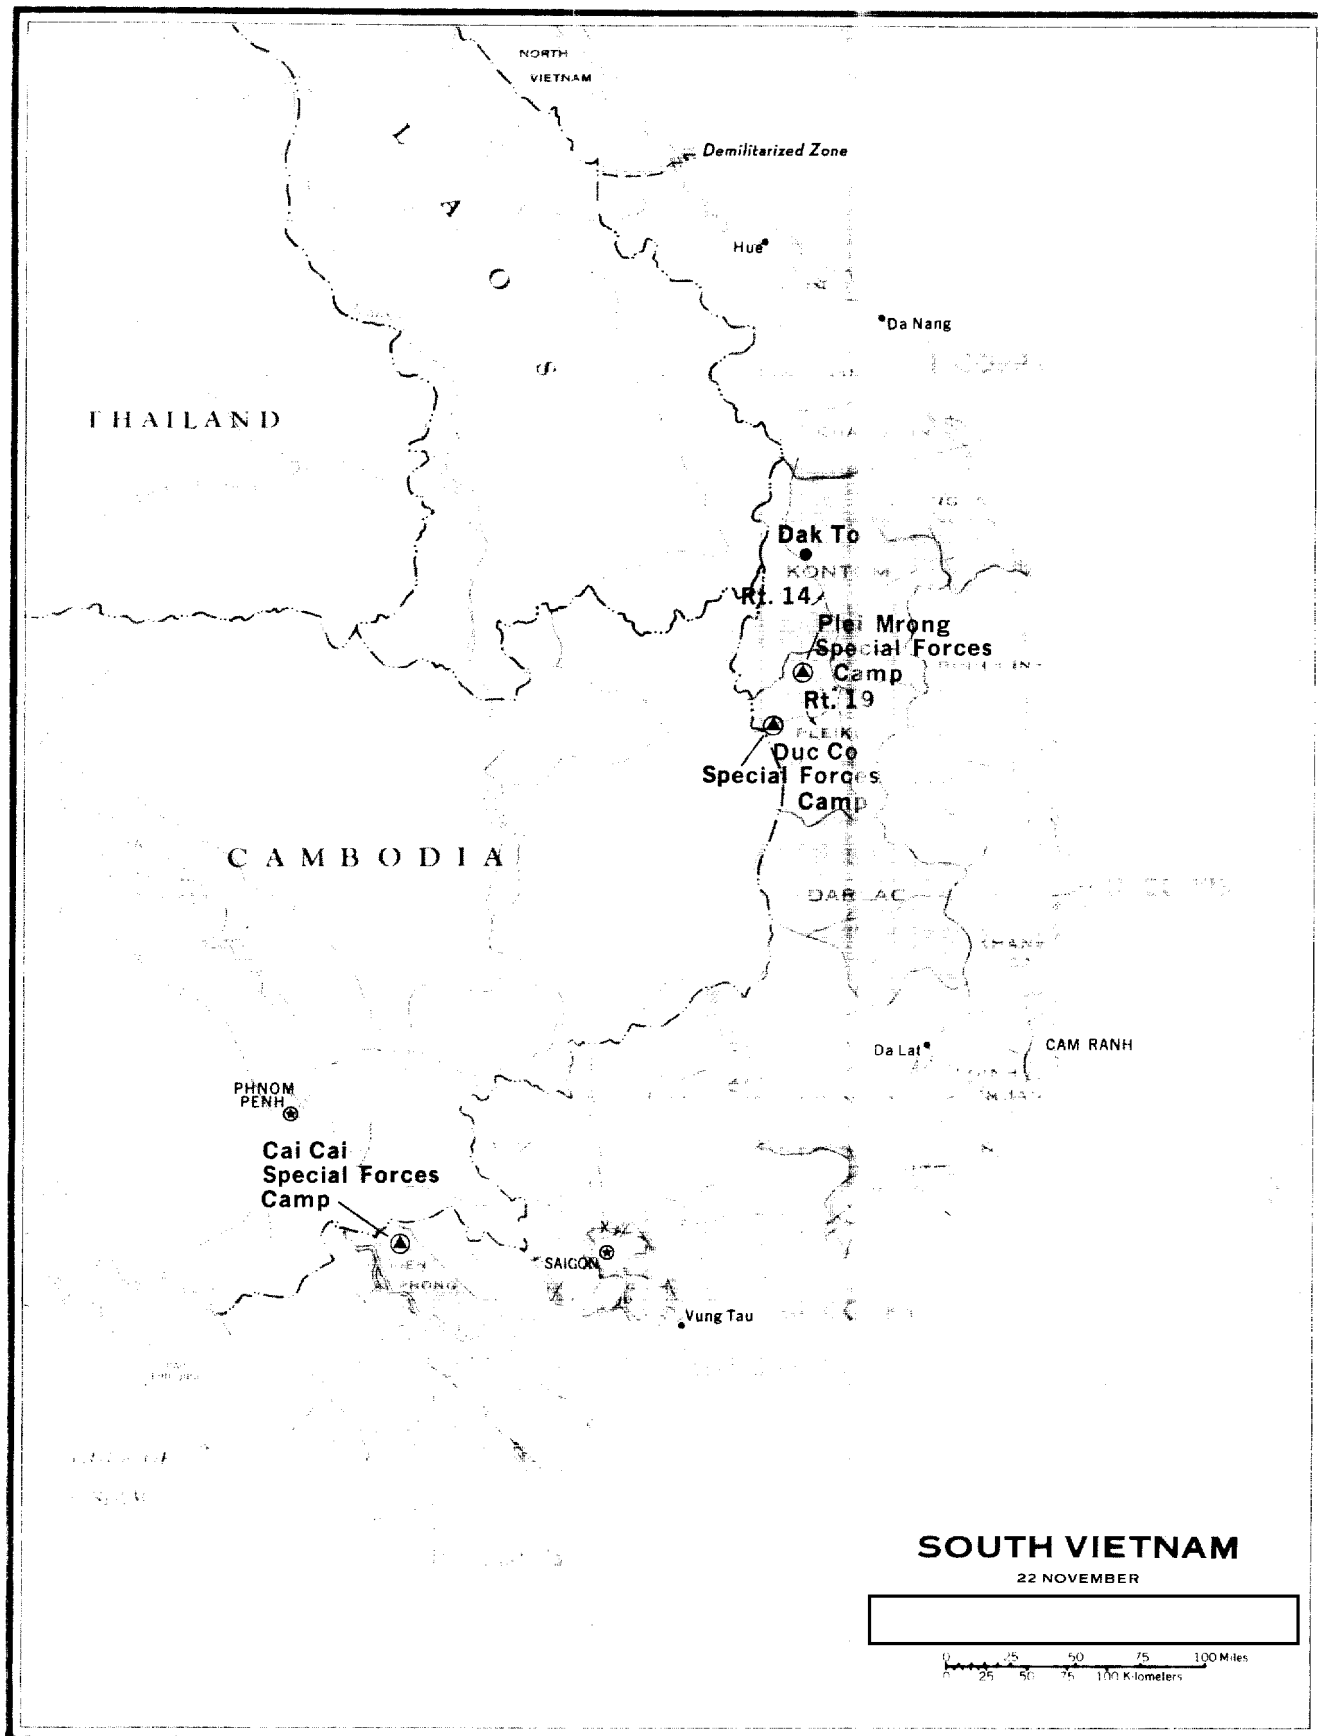 NORTH
VIETNAM
LAOS
Demilitarized Zone
Hue
Da Nang
THAILAND
Dak To
Rt. 14
Plei Mrong
Special Forces
Camp
Rt. 19
Duc Co
Special Forces
Camp
CAMBODIA
Da Lat
CAM RANH
PHNOM
PENH
Cai Cai
Special Forces
Camp
SAIGON
Vung Tau
SOUTH VIETNAM
22 NOVEMBER
0 25 50 75 100 Miles
0 25 50 75 100 Kilometers